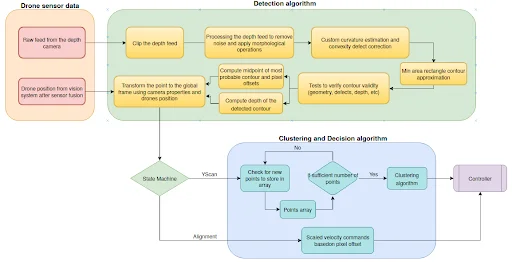 Drone sensor data
Detection algorithm
Raw feed from the depth
camera
Clip the depth feed
Processing the depth feed to remove
noise and apply morphological
operations
Custom curvature estimation and
convexity defect correction
Min area rectangle contour
approximation
Drone position from vision
system after sensor fusion
Transform the point to the global
frame using camera properties and
drones position
Compute midpoint of most
probable contour and pixel
offsets
Compute depth of the
detected contour
Tests to verify contour validity
(geometry, defects, depth, etc)
Clustering and Decision algorithm
State Machine
YScan
No
Check for new
points to store in
array
If sufficient number of
points
Yes
Clustering
algorithm
Controller
Points array
Alignment
Scaled velocity commands
based on pixel offset